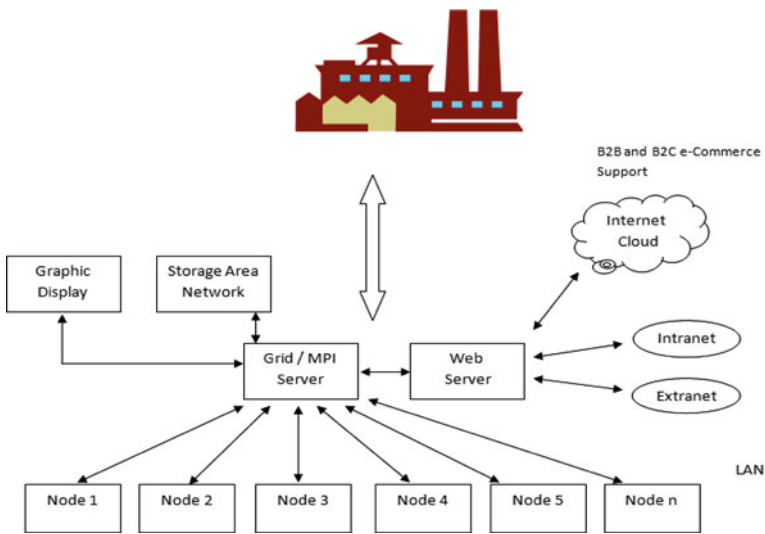 B2B and B2C e-Commerce
Support
Internet
Cloud
Graphic
Display
Storage Area
Network
Grid / MPI
Server
Web
Server
Intranet
Extranet
LAN
Node 1
Node 2
Node 3
Node 4
Node 5
Node n